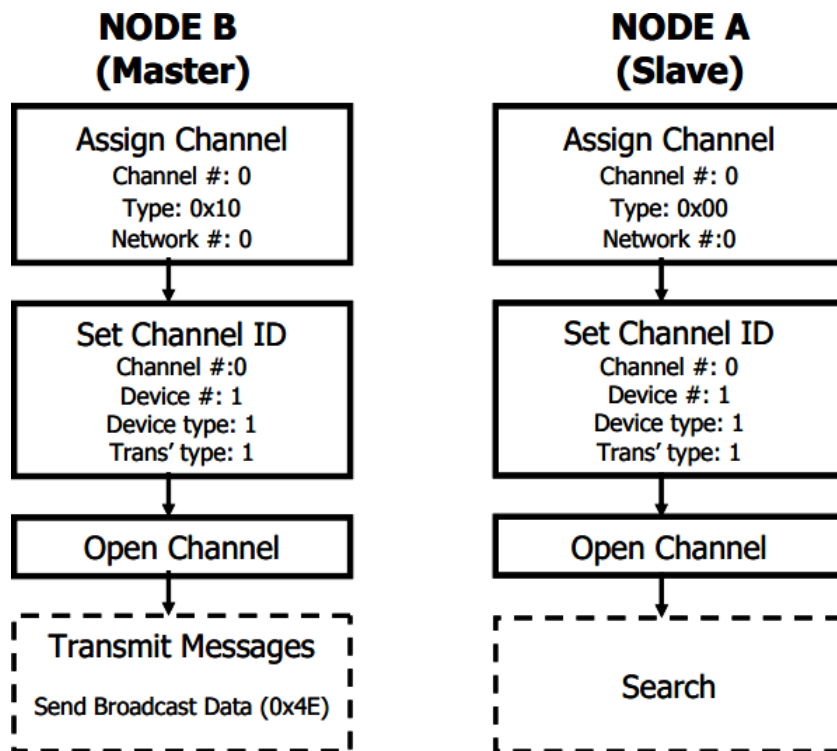 NODE B
(Master)
Assign Channel
Channel #: 0
Type: 0x10
Network #: 0
Set Channel ID
Channel #:0
Device #: 1
Device type: 1
Trans’ type: 1
Open Channel
Transmit Messages
Send Broadcast Data (0x4E)
NODE A
(Slave)
Assign Channel
Channel #: 0
Type: 0x00
Network #:0
Set Channel ID
Channel #: 0
Device #: 1
Device type: 1
Trans’ type: 1
Open Channel
Search